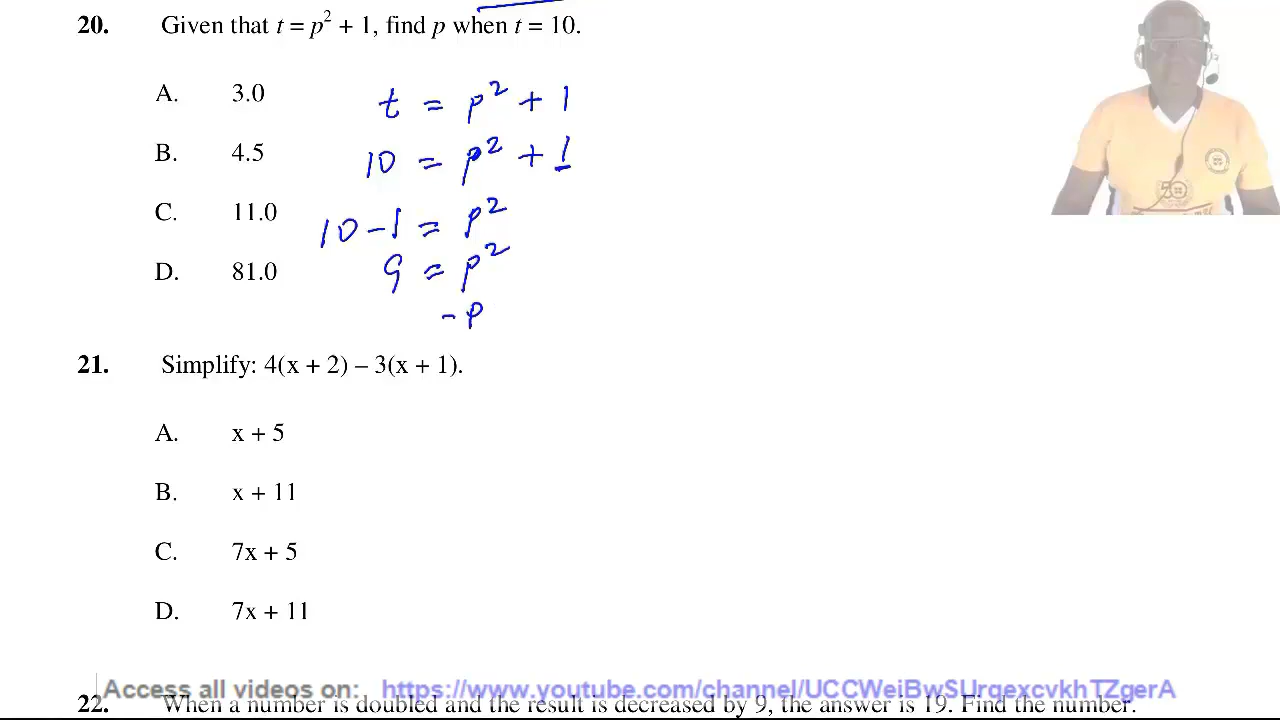 20. Given that t = p² + 1, find p when t = 10.
A. 3.0
t = p² + 1
B. 4.5
10 = p² + 1
C. 11.0
10 - 1 = p²
D. 81.0
9 = p²
- p
21. Simplify: 4(x + 2) – 3(x + 1).
A. x + 5
B. x + 11
C. 7x + 5
D. 7x + 11
Access all videos on: https://www.youtube.com/channel/UCCWeiBwSUrqexcvkhTZgerA
22. When a number is doubled and the result is decreased by 9, the answer is 19. Find the number.
50